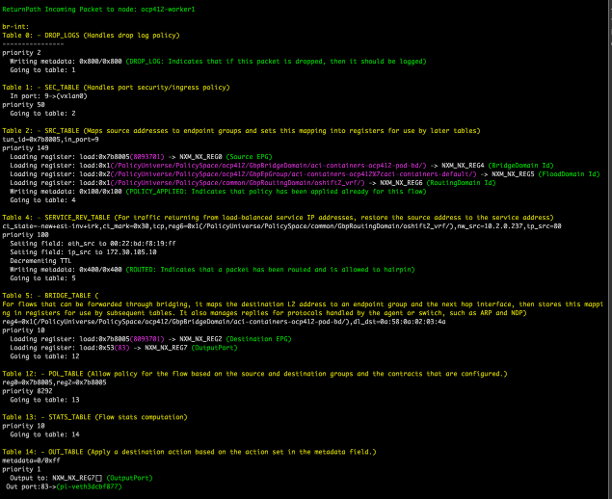 ReturnPath Incoming Packet to node: ocp412-worker1
br-int:
Table 0: - DROP_LOGS (Handles drop log policy)
----------------
priority 2
Writing metadata: 0x800/0x800 (DROP_LOG: Indicates that if this packet is dropped, then it should be logged)
Going to table: 1
Table 1: - SEC_TABLE (Handles port security/ingress policy)
In port: 9->(vxlan0)
priority 50
Going to table: 2
Table 2: - SRC_TABLE (Maps source addresses to endpoint groups and sets this mapping into registers for use by later tables)
tun_id=0x7b8005,in_port=9
priority 149
Loading register: load:0x7b8005(8093701) -> NXM_NX_REG0 (Source EPG)
Loading register: load:0x1(/PolicyUniverse/PolicySpace/ocp412/GbpBridgeDomain/aci-containers-ocp412-pod-bd/) -> NXM_NX_REG4 (BridgeDomain Id)
Loading register: load:0x2(/PolicyUniverse/PolicySpace/ocp412/GbpEpGroup/aci-containers-ocp412%7caci-containers-default/) -> NXM_NX_REG5 (FloodDomain Id)
Loading register: load:0x1(/PolicyUniverse/PolicySpace/common/GbpRoutingDomain/oshift2_vrf/) -> NXM_NX_REG6 (RoutingDomain Id)
Writing metadata: 0x100/0x100 (POLICY_APPLIED: Indicates that policy has been applied already for this flow)
Going to table: 4
Table 4: - SERVICE_REV_TABLE (For traffic returning from load-balanced service IP addresses, restore the source address to the service address)
ct_state=-new+est-inv+trk,ct_mark=0x30,tcp,reg6=0x1(/PolicyUniverse/PolicySpace/common/GbpRoutingDomain/oshift2_vrf/),nw_src=10.2.0.237,tp_src=80
priority 100
Setting field: eth_src to 00:22:bd:f8:19:ff
Setting field: ip_src to 172.30.105.10
Decrementing TTL
Writing metadata: 0x400/0x400 (ROUTED: Indicates that a packet has been routed and is allowed to hairpin)
Going to table: 5
Table 5: - BRIDGE_TABLE (
For flows that can be forwarded through bridging, it maps the destination L2 address to an endpoint group and the next hop interface, then stores this mapp
ing in registers for use by subsequent tables. It also manages replies for protocols handled by the agent or switch, such as ARP and NDP)
reg4=0x1(/PolicyUniverse/PolicySpace/ocp412/GbpBridgeDomain/aci-containers-ocp412-pod-bd/),dl_dst=0a:58:0a:02:03:4a
priority 10
Loading register: load:0x7b8005(8093701) -> NXM_NX_REG2 (Destination EPG)
Loading register: load:0x53(83) -> NXM_NX_REG7 (OutputPort)
Going to table: 12
Table 12: - POL_TABLE (Allow policy for the flow based on the source and destination groups and the contracts that are configured.)
reg0=0x7b8005,reg2=0x7b8005
priority 8292
Going to table: 13
Table 13: - STATS_TABLE (Flow stats computation)
priority 10
Going to table: 14
Table 14: - OUT_TABLE (Apply a destination action based on the action set in the metadata field.)
metadata=0/0xff
priority 1
Output to: NXM_NX_REG7[] (OutputPort)
Out port:83->(pi-veth3dcbf877)